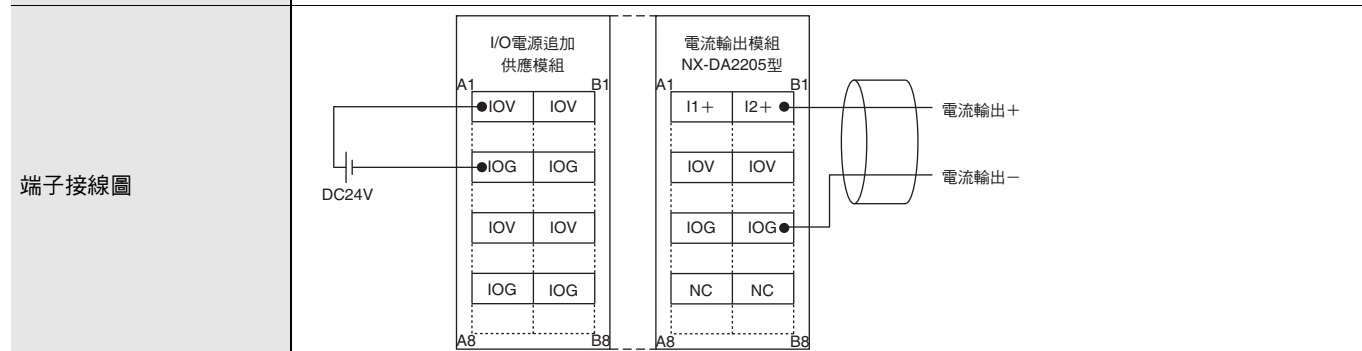 端子接線圖
DC24V
I/O電源追加
供應模組
A1 B1
IOV IOV
IOG IOG
IOV IOV
IOG IOG
A8 B8
電流輸出模組
NX-DA2205型
A1 B1
I1＋ I2＋
IOV IOV
IOG IOG
NC NC
A8 B8
電流輸出＋
電流輸出－